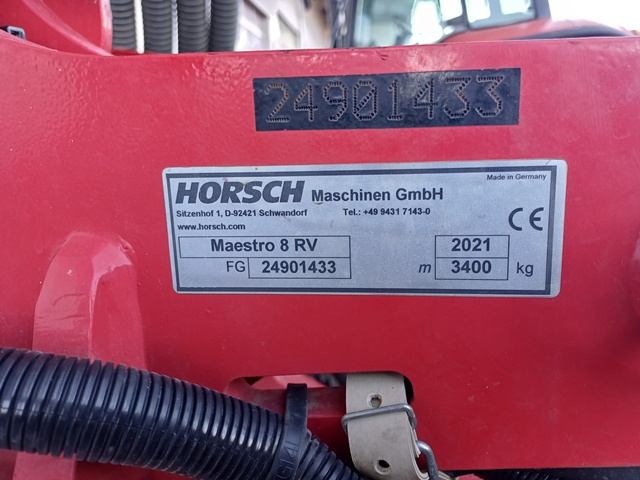 24901433
Made in Germany
HORSCH Maschinen GmbH
Sitzenhof 1, D-92421 Schwandorf Tel.: +49 9431 7143-0
www.horsch.com
CE
Maestro 8 RV 2021
FG 24901433 m 3400 kg